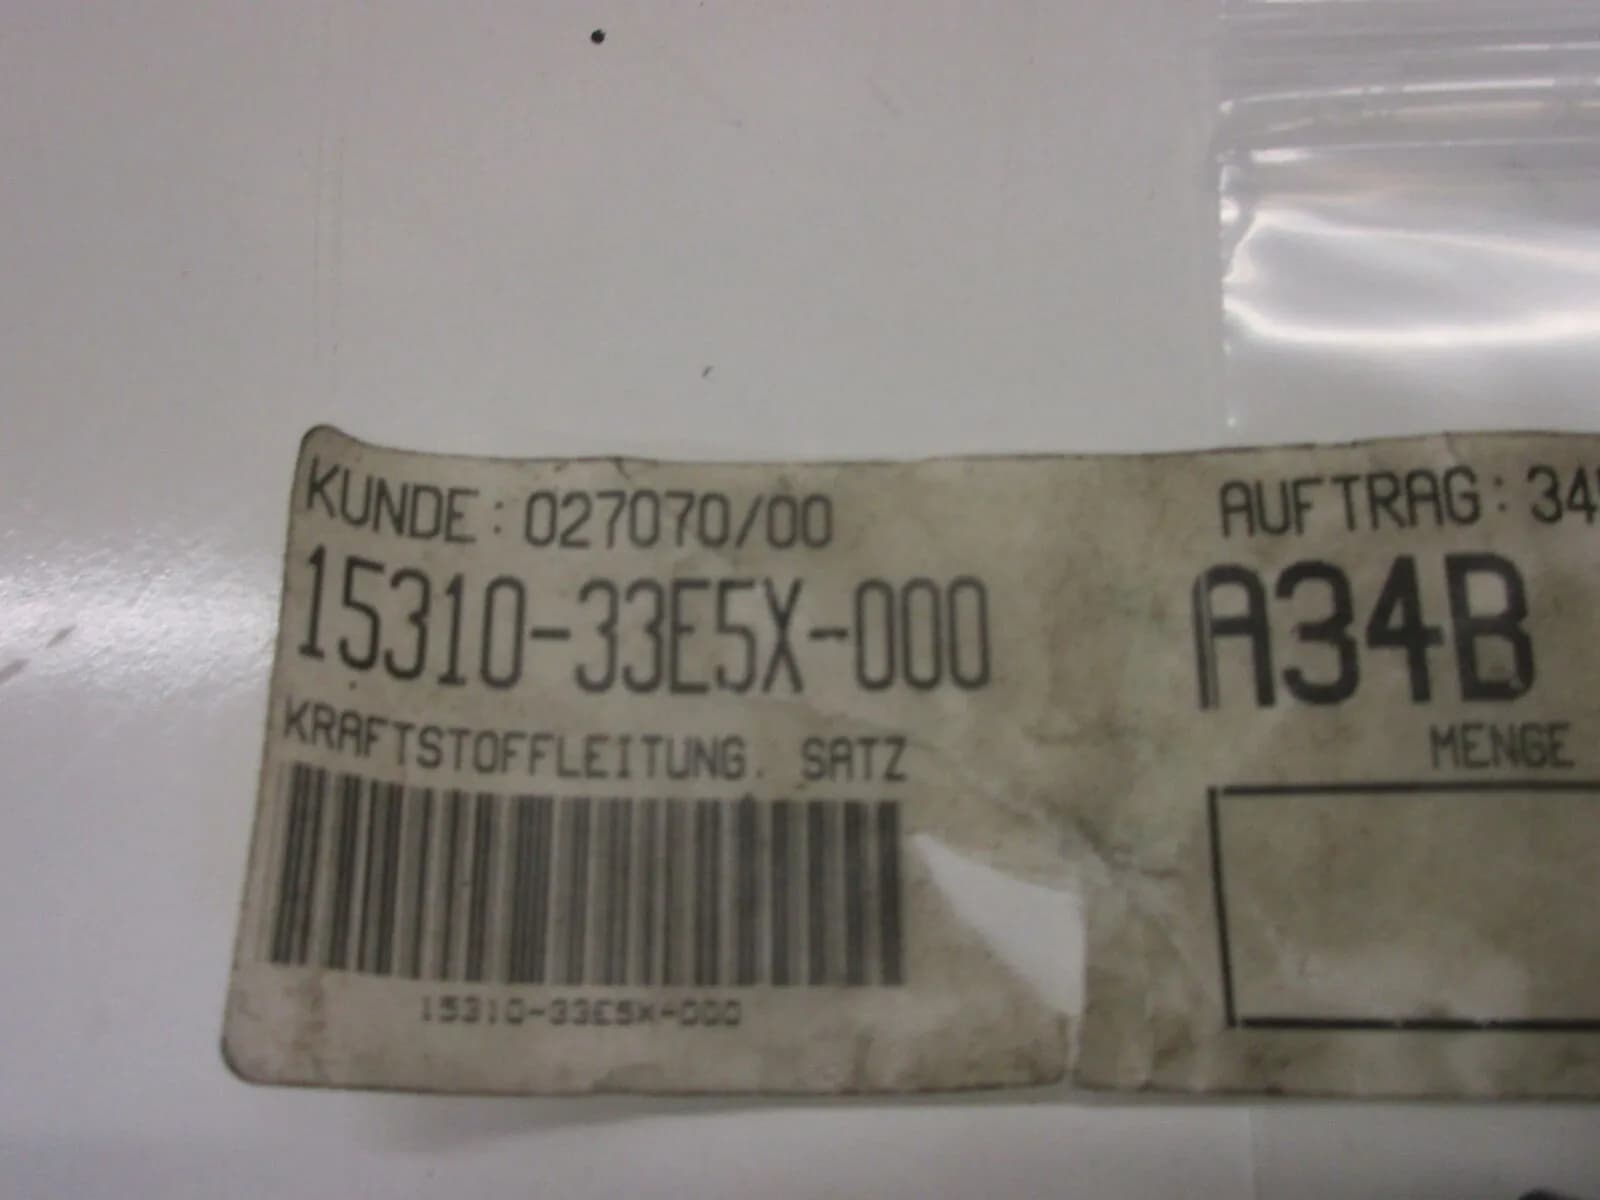 KUNDE: 027070/00
AUFTRAG: 34
15310-33E5X-000
A34B
KRAFTSTOFFLEITUNG. SATZ
MENGE
15310-33E5X-000